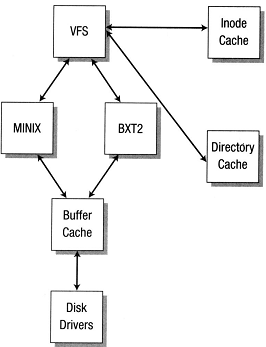 VFS
Inode
Cache
MINIX
BXT2
Directory
Cache
Buffer
Cache
Disk
Drivers